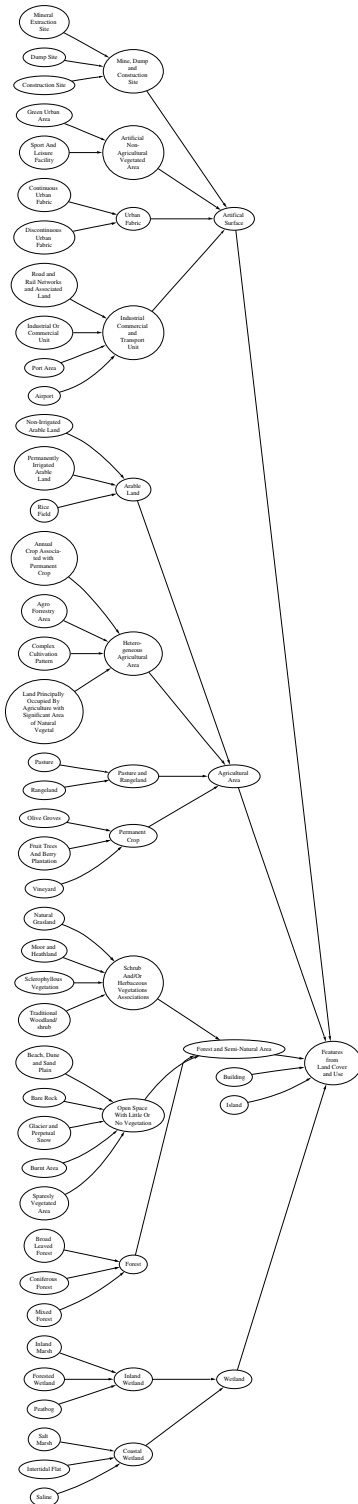 Mineral
Extraction
Site
Dump Site
Construction Site
Mine, Dump
and
Constuction
Site
Green Urban
Area
Sport And
Leisure
Facility
Artificial
Non-
Agricultural
Vegetated
Area
Continuous
Urban
Fabric
Discontinuous
Urban
Fabric
Urban
Fabric
Artifical
Surface
Road and
Rail Networks
and Associated
Land
Industrial Or
Commercial
Unit
Port Area
Airport
Industrial
Commercial
and
Transport
Unit
Non-Irrigated
Arable Land
Permanently
Irrigated
Arable
Land
Rice
Field
Arable
Land
Annual
Crop Associa-
ted with
Permanent
Crop
Agro
Forrestry
Area
Complex
Cultivation
Pattern
Land Principally
Occupied By
Agriculture with
Significant Area
of Natural
Vegetal
Hetero-
geneous
Agricultural
Area
Pasture
Rangeland
Pasture and
Rangeland
Agricultural
Area
Olive Groves
Fruit Trees
And Berry
Plantation
Vineyard
Permanent
Crop
Natural
Grasland
Moor and
Heathland
Sclerophyllous
Vegetation
Traditional
Woodland/
shrub
Schrub
And/Or
Herbaceous
Vegetations
Associations
Forest and Semi-Natural Area
Building
Island
Features
from
Land Cover
and Use
Beach, Dune
and Sand
Plain
Bare Rock
Glacier and
Perpetual
Snow
Burnt Area
Sparesly
Vegetated
Area
Open Space
With Little Or
No Vegetation
Broad
Leaved
Forest
Coniferous
Forest
Mixed
Forest
Forest
Inland
Marsh
Forested
Wetland
Peatbog
Inland
Wetland
Wetland
Salt
Marsh
Intertidal Flat
Saline
Coastal
Wetland